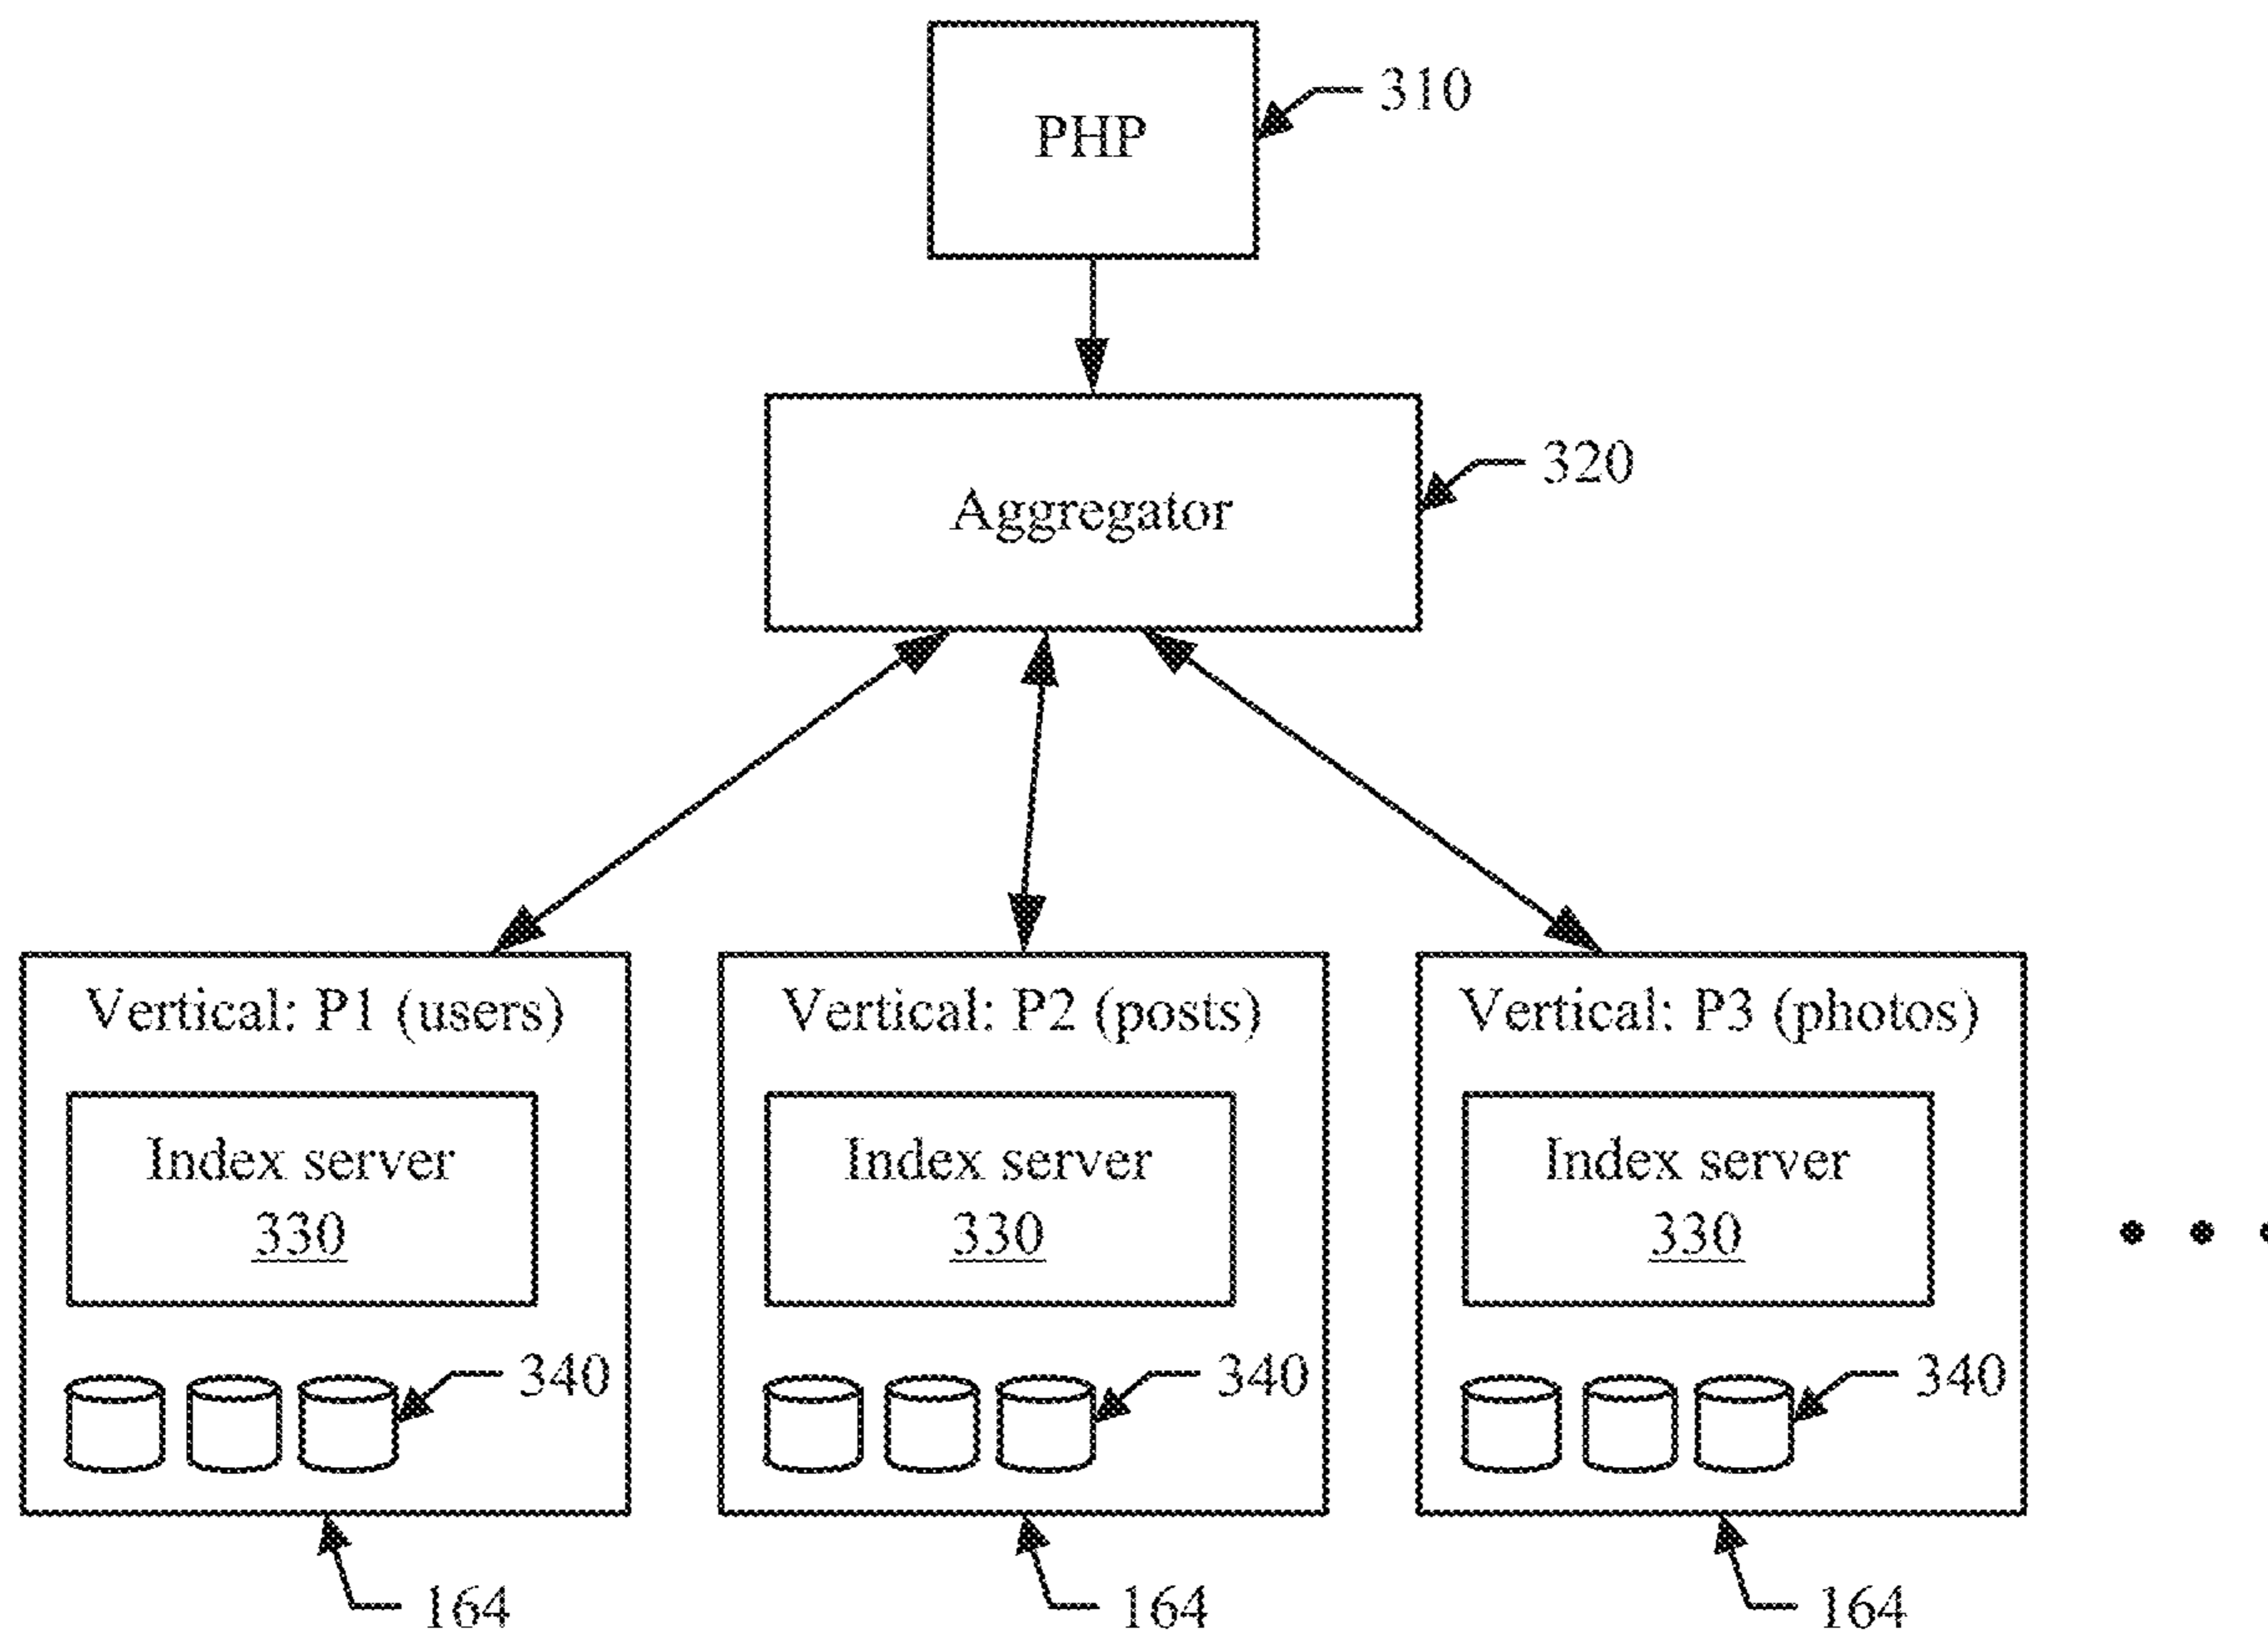 PHP
310
Aggregator
320
Vertical: P1 (users)
Index server
330
340
164
Vertical: P2 (posts)
Index server
330
340
164
Vertical: P3 (photos)
Index server
330
340
164